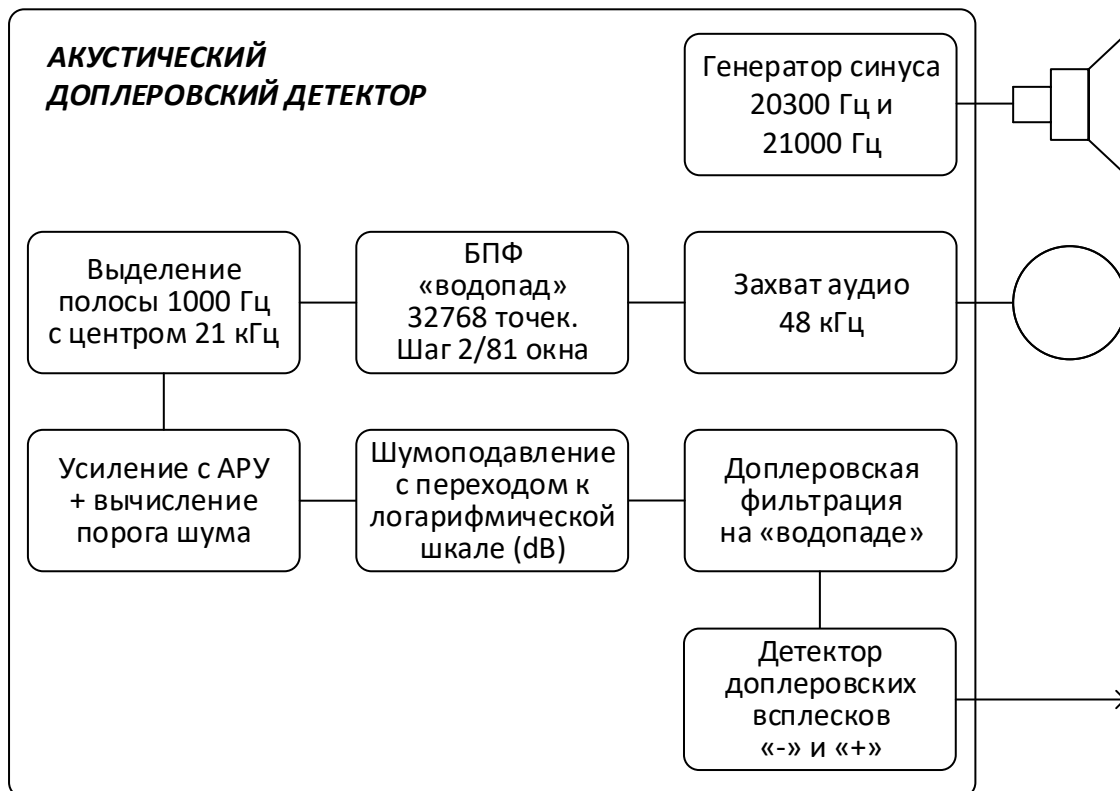 АКУСТИЧЕСКИЙ
ДОПЛЕРОВСКИЙ ДЕТЕКТОР
Генератор синуса
20300 Гц и
21000 Гц
Выделение
полосы 1000 Гц
с центром 21 кГц
БПФ
«водопад»
32768 точек.
Шаг 2/81 окна
Захват аудио
48 кГц
Усиление с АРУ
+ вычисление
порога шума
Шумоподавление
с переходом к
логарифмической
шкале (dB)
Доплеровская
фильтрация
на «водопаде»
Детектор
доплеровских
всплесков
«-» и «+»